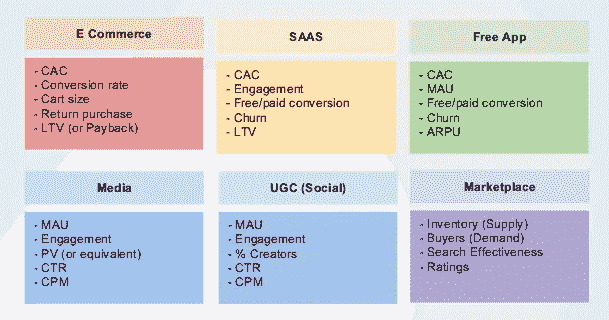 E Commerce
- CAC
- Conversion rate
- Cart size
- Return purchase
- LTV (or Payback)
SAAS
- CAC
- Engagement
- Free/paid conversion
- Churn
- LTV
Free App
- CAC
- MAU
- Free/paid conversion
- Churn
- ARPU
Media
- MAU
- Engagement
- PV (or equivalent)
- CTR
- CPM
UGC (Social)
- MAU
- Engagement
- % Creators
- CTR
- CPM
Marketplace
- Inventory (Supply)
- Buyers (Demand)
- Search Effectiveness
- Ratings